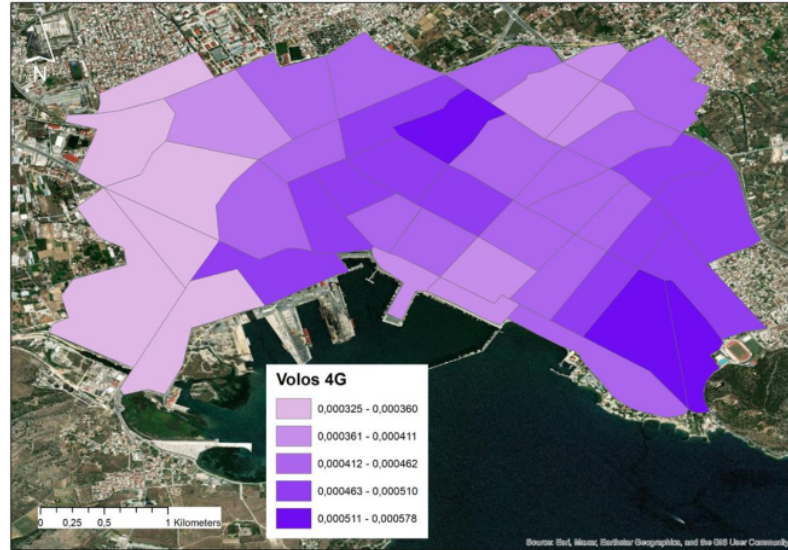 N
Volos 4G
0,000325 - 0,000360
0,000361 - 0,000411
0,000412 - 0,000462
0,000463 - 0,000510
0,000511 - 0,000578
0 0,25 0,5 1 Kilometers
Source: Esri, Maxar, Earthstar Geographics, and the GIS User Community